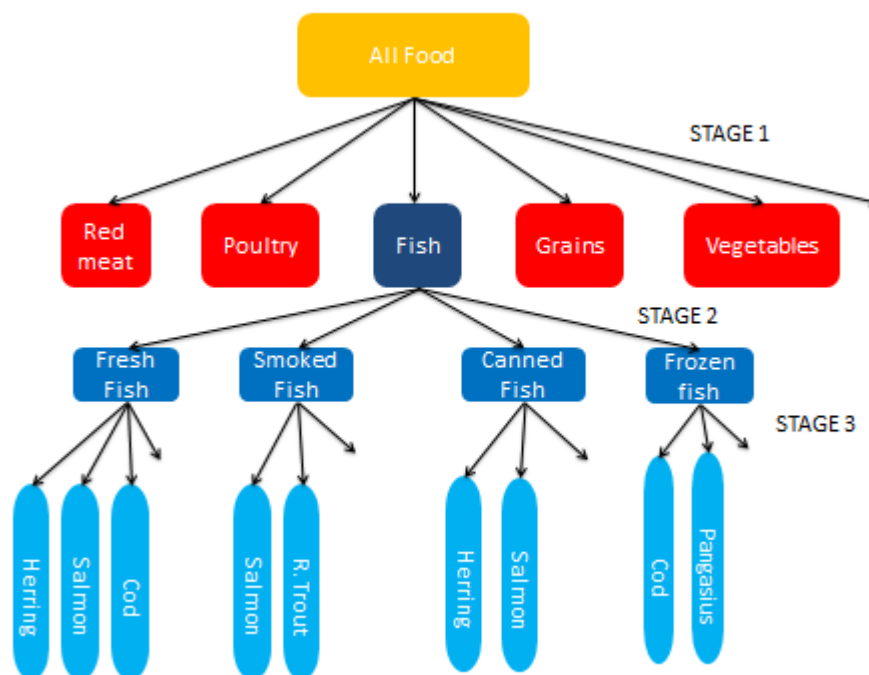 All Food
STAGE 1
Red
meat
Poultry
Fish
Grains
Vegetables
STAGE 2
Fresh
Fish
Smoked
Fish
Canned
Fish
Frozen
fish
STAGE 3
Herring
Salmon
Cod
Salmon
R. Trout
Herring
Salmon
Cod
Pangasius